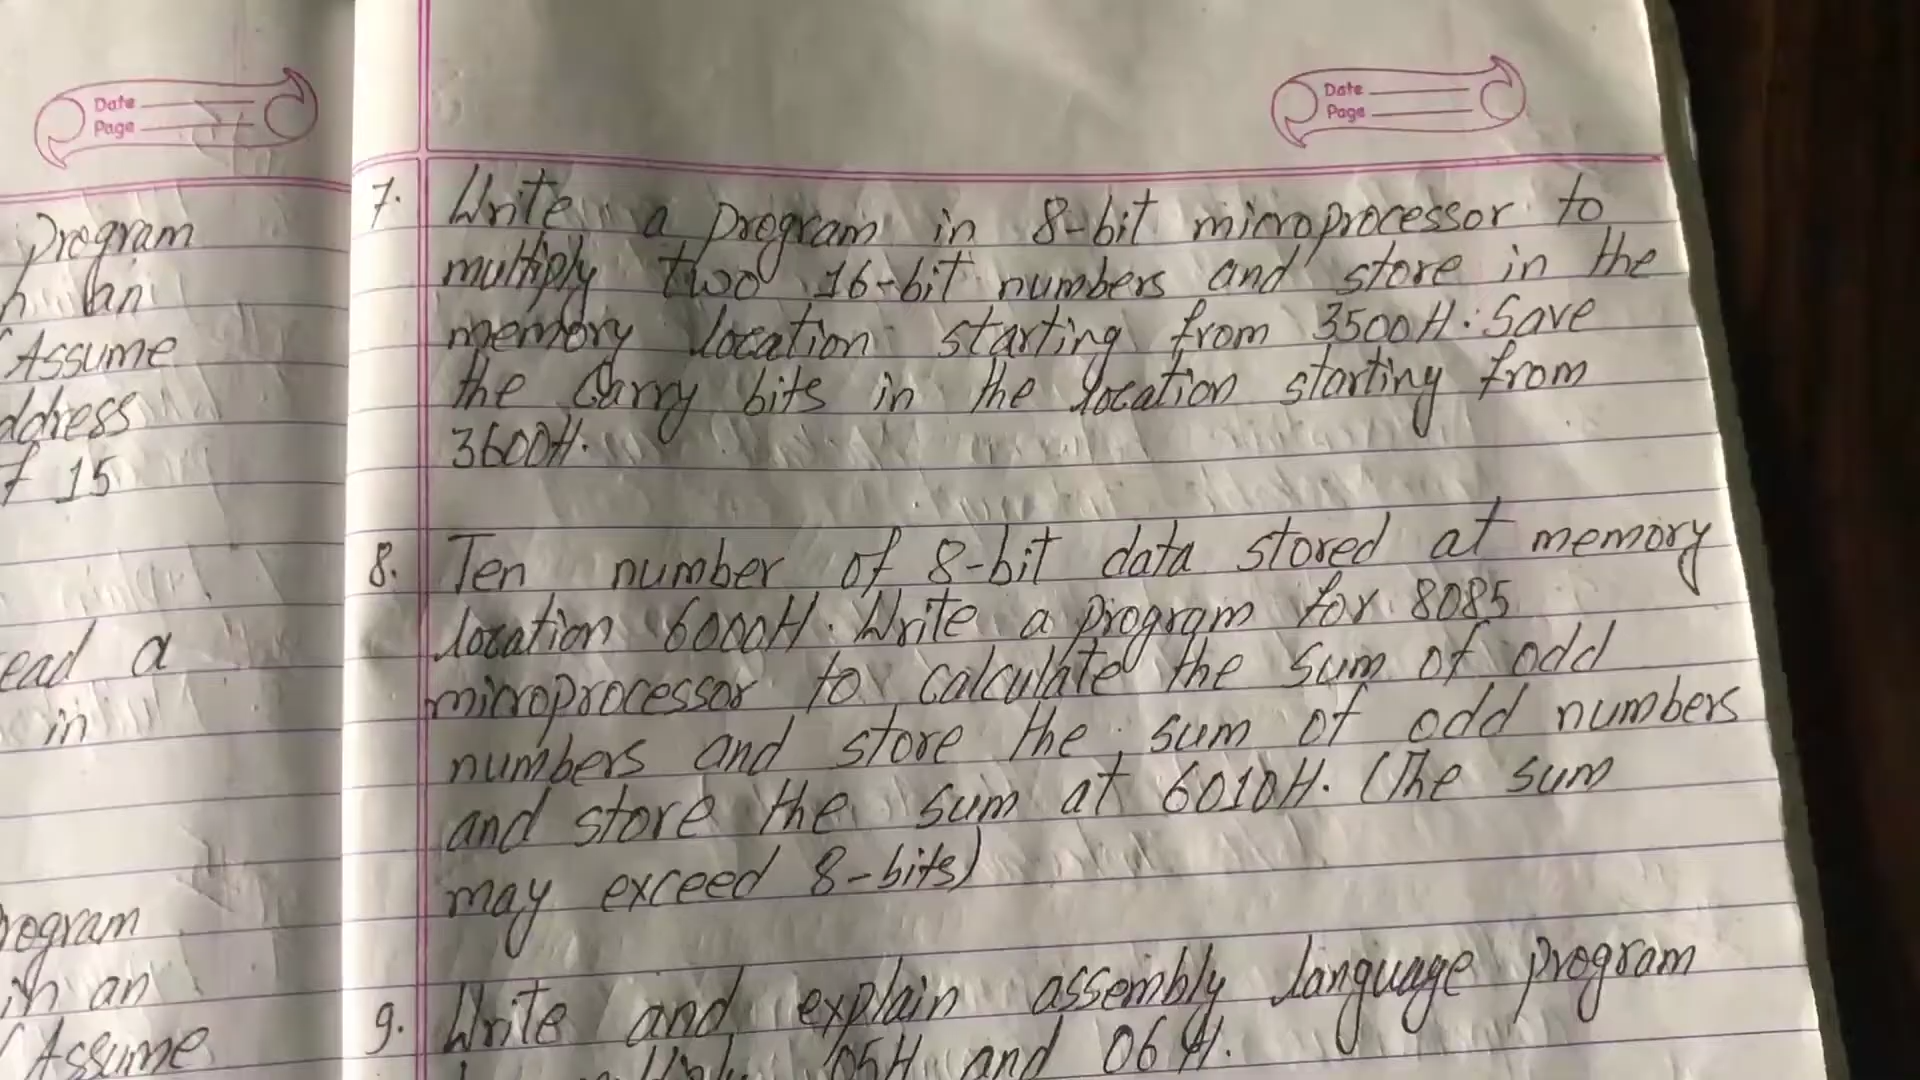 Date
Page
Program
an
Assume
address
15
a
in
rogram
an
Assume
Date
Page
7. Write a program in 8-bit microprocessor to
multiply two 16-bit numbers and store in the
memory location starting from 3500H. Save
the Carry bits in the location starting from
3600H.
8. Ten number of 8-bit data stored at memory
location 6000H. Write a program for 8085
microprocessor to calculate the sum of odd
numbers and store the sum of odd numbers
and store the sum at 6010H. (The sum
may exceed 8-bits)
9. Write and explain assembly language program
05H and 06H.